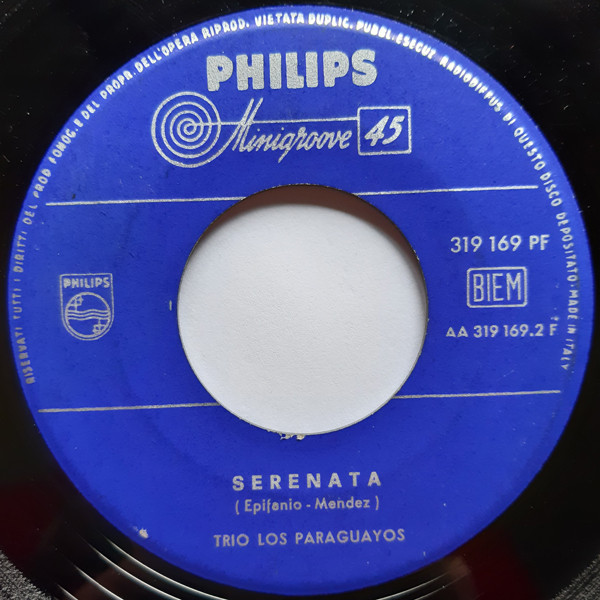 RISERVATI TUTTI I DIRITTI DEL PROD. FONOG. E DEL PROPR. DELL'OPERA RIPROD. VIETATA DUPLIC. PUBBL. ESECUZ. RADIODIFFUS. DI QUESTO DISCO DEPOSITATO · MADE IN ITALY
PHILIPS
Minigroove 45
319 169 PF
PHILIPS
BIEM
AA 319 169.2 F
SERENATA
( Epifanio - Mendez )
TRIO LOS PARAGUAYOS